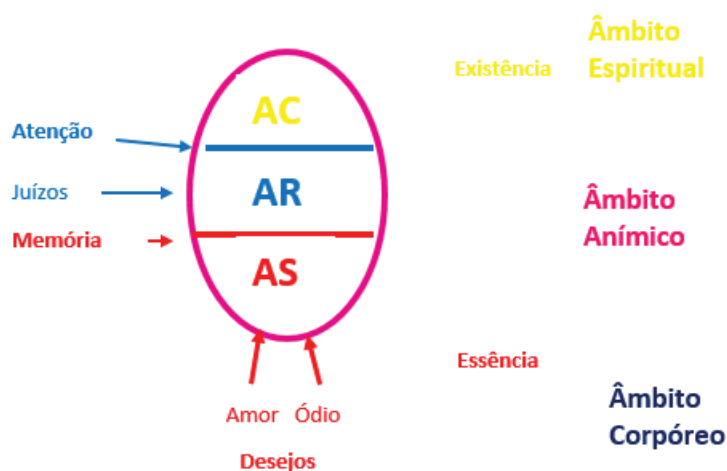 Âmbito
Espiritual
Existência
AC
Atenção
Juízos
AR
Âmbito
Anímico
Memória
AS
Essência
Amor Ódio
Desejos
Âmbito
Corpóreo